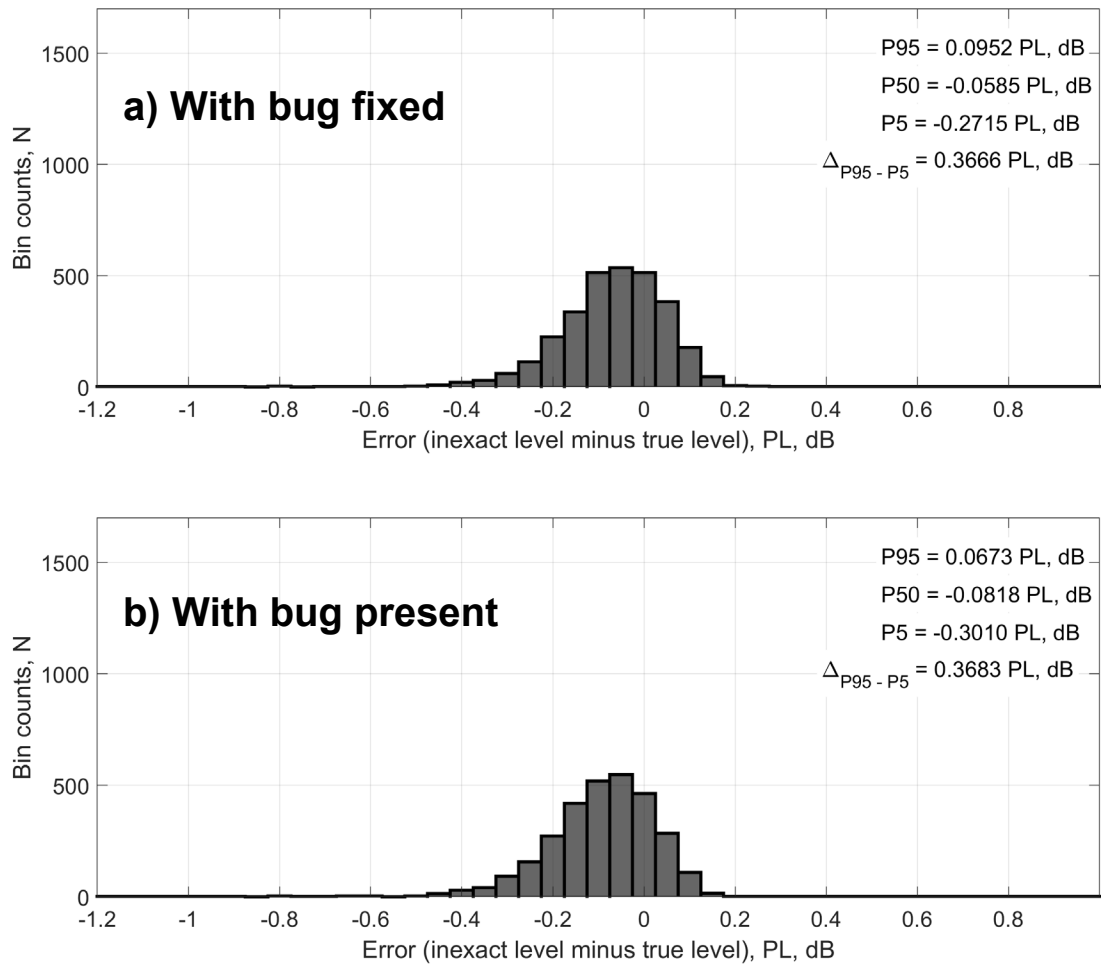 1500
1000
500
0
Bin counts, N
a) With bug fixed
P95 = 0.0952 PL, dB
P50 = -0.0585 PL, dB
P5 = -0.2715 PL, dB
ΔP95 - P5 = 0.3666 PL, dB
-1.2 -1 -0.8 -0.6 -0.4 -0.2 0 0.2 0.4 0.6 0.8
Error (inexact level minus true level), PL, dB
1500
1000
500
0
Bin counts, N
b) With bug present
P95 = 0.0673 PL, dB
P50 = -0.0818 PL, dB
P5 = -0.3010 PL, dB
ΔP95 - P5 = 0.3683 PL, dB
-1.2 -1 -0.8 -0.6 -0.4 -0.2 0 0.2 0.4 0.6 0.8
Error (inexact level minus true level), PL, dB